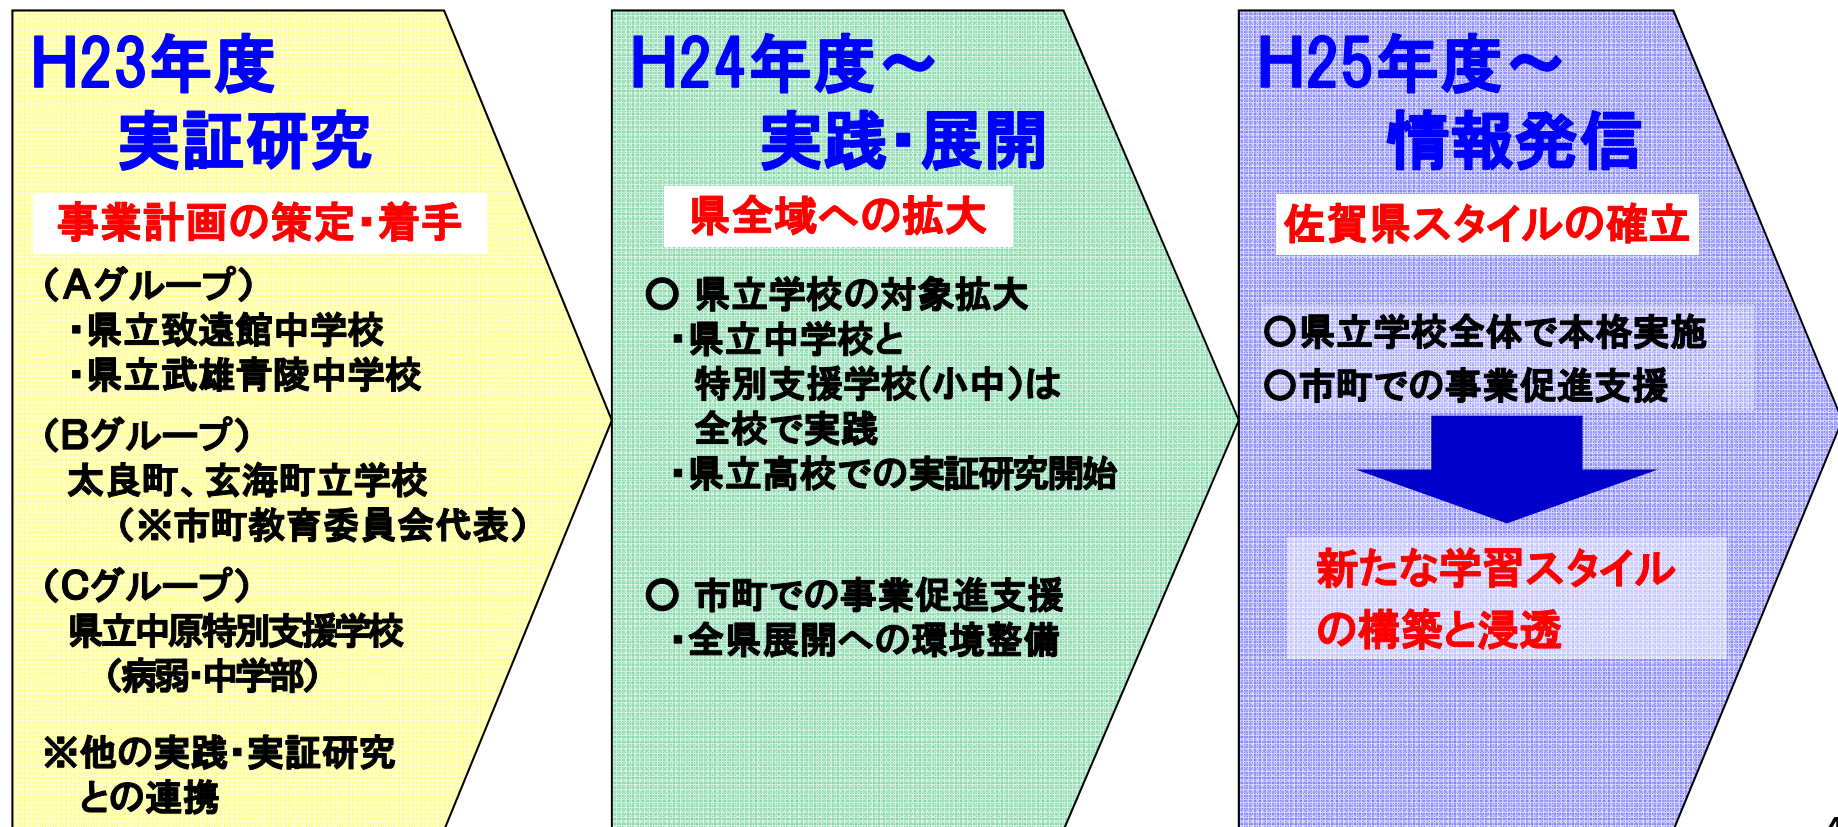 H23年度
実証研究
事業計画の策定・着手
（Aグループ）
・県立致遠館中学校
・県立武雄青陵中学校
（Bグループ）
太良町、玄海町立学校
（※市町教育委員会代表）
（Cグループ）
県立中原特別支援学校
（病弱・中学部）
※他の実践・実証研究
との連携
H24年度～
実践・展開
県全域への拡大
○ 県立学校の対象拡大
・県立中学校と
特別支援学校(小中)は
全校で実践
・県立高校での実証研究開始
○ 市町での事業促進支援
・全県展開への環境整備
H25年度～
情報発信
佐賀県スタイルの確立
○県立学校全体で本格実施
○市町での事業促進支援
新たな学習スタイル
の構築と浸透